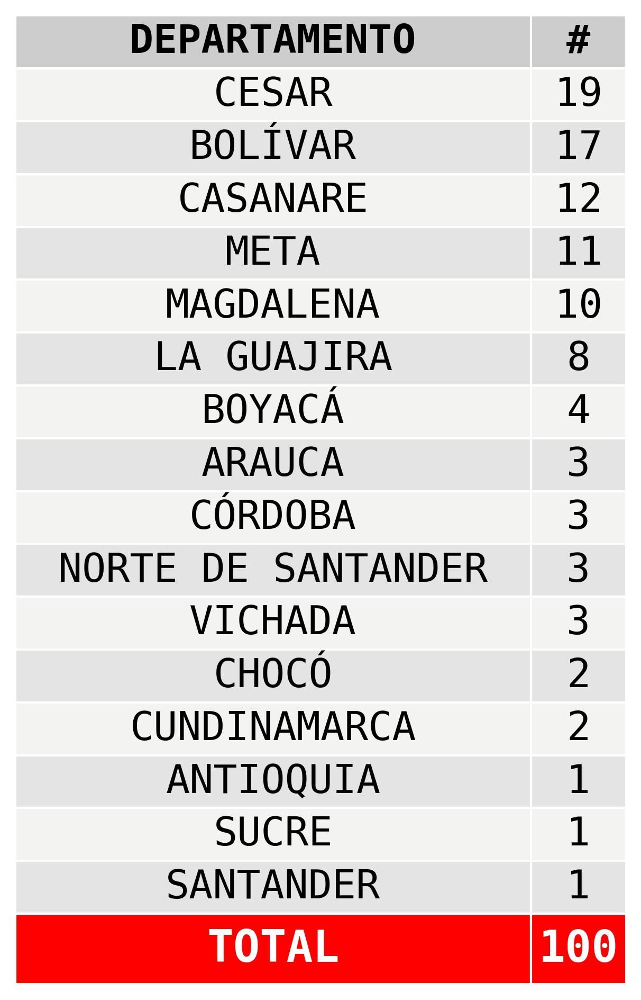 DEPARTAMENTO #
CESAR 19
BOLÍVAR 17
CASANARE 12
META 11
MAGDALENA 10
LA GUAJIRA 8
BOYACÁ 4
ARAUCA 3
CÓRDOBA 3
NORTE DE SANTANDER 3
VICHADA 3
CHOCÓ 2
CUNDINAMARCA 2
ANTIOQUIA 1
SUCRE 1
SANTANDER 1
TOTAL 100